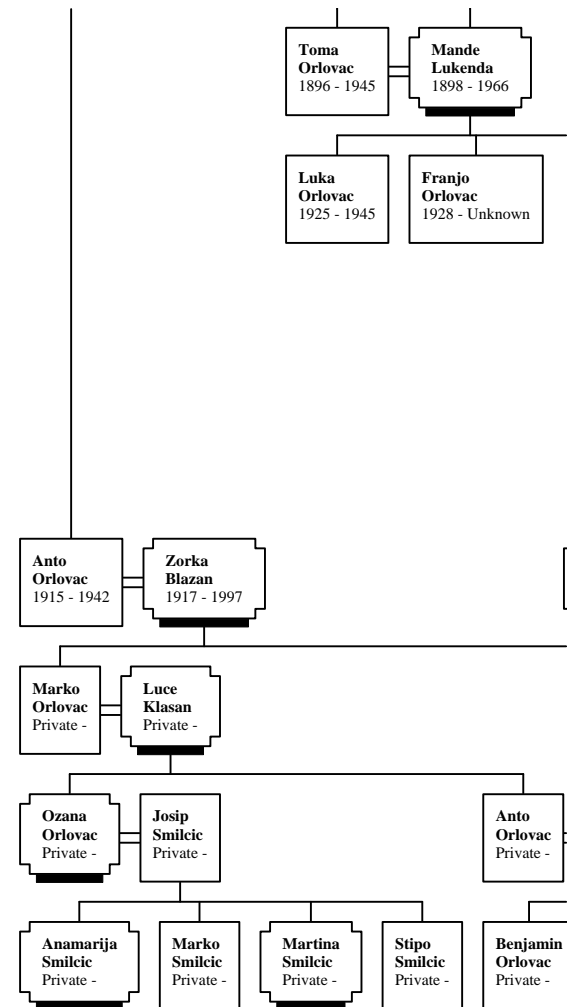 Toma
Orlovac
1896 - 1945
Mande
Lukenda
1898 - 1966
Luka
Orlovac
1925 - 1945
Franjo
Orlovac
1928 - Unknown
Anto
Orlovac
1915 - 1942
Zorka
Blazan
1917 - 1997
Marko
Orlovac
Private -
Luce
Klasan
Private -
Ozana
Orlovac
Private -
Josip
Smilcic
Private -
Anto
Orlovac
Private -
Anamarija
Smilcic
Private -
Marko
Smilcic
Private -
Martina
Smilcic
Private -
Stipo
Smilcic
Private -
Benjamin
Orlovac
Private -